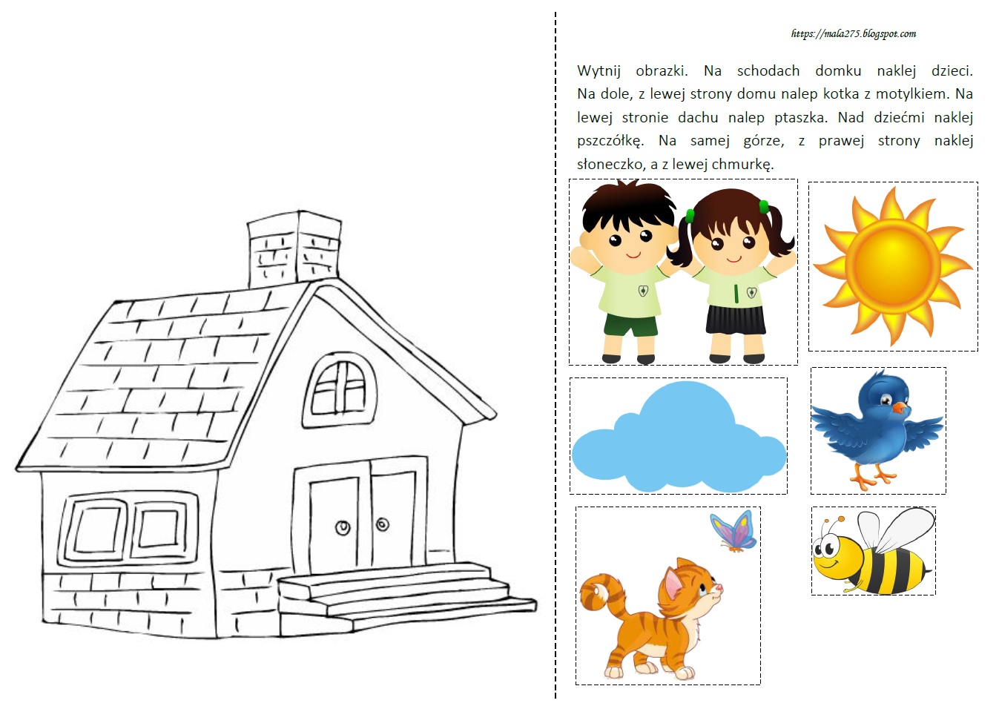 https://mala275.blogspot.com
Wytnij obrazki. Na schodach domku naklej dzieci.
Na dole, z lewej strony domu nalep kotka z motylkiem. Na
lewej stronie dachu nalep ptaszka. Nad dziećmi naklej
pszczółkę. Na samej górze, z prawej strony naklej
słoneczko, a z lewej chmurkę.